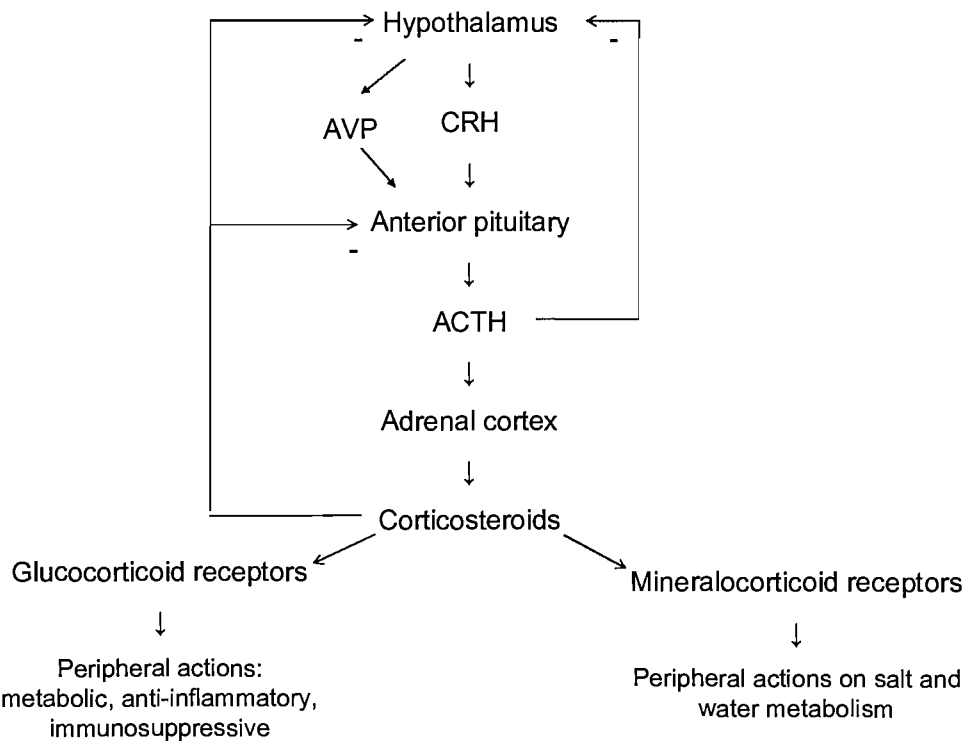 Hypothalamus
-
-
AVP
CRH
Anterior pituitary
-
ACTH
Adrenal cortex
Corticosteroids
Glucocorticoid receptors
Mineralocorticoid receptors
Peripheral actions:
metabolic, anti-inflammatory,
immunosuppressive
Peripheral actions on salt and
water metabolism